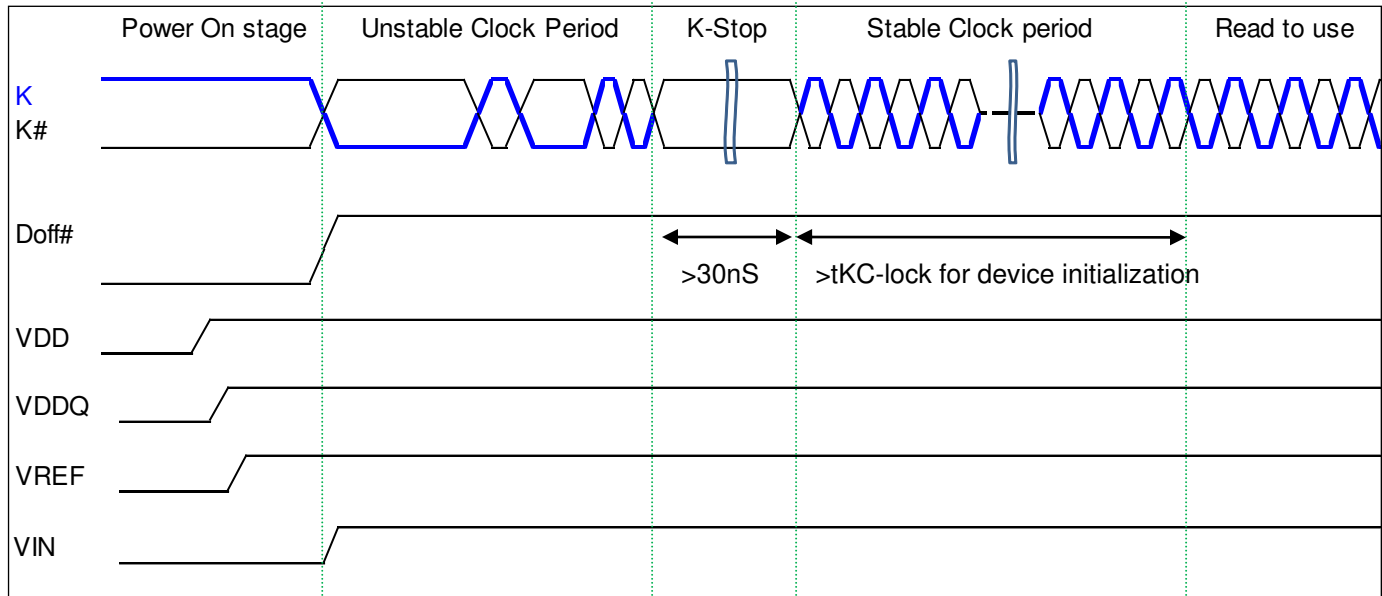 Power On stage
Unstable Clock Period
K-Stop
Stable Clock period
Read to use
K
K#
Doff#
>30nS
>tKC-lock for device initialization
VDD
VDDQ
VREF
VIN